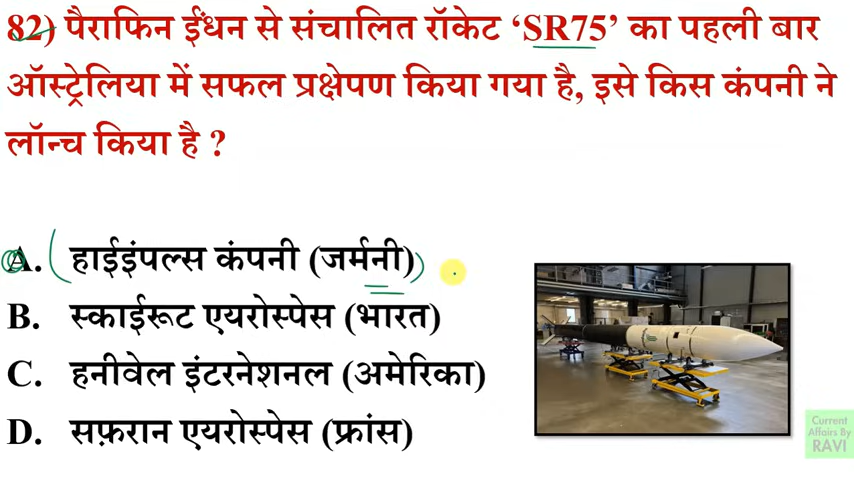 82) पैराफिन ईंधन से संचालित रॉकेट ‘SR75’ का पहली बार
ऑस्ट्रेलिया में सफल प्रक्षेपण किया गया है, इसे किस कंपनी ने
लॉन्च किया है ?
A. हाईइंपल्स कंपनी (जर्मनी)
B. स्काईरूट एयरोस्पेस (भारत)
C. हनीवेल इंटरनेशनल (अमेरिका)
D. सफ़रान एयरोस्पेस (फ्रांस)
Current
Affairs By
RAVI